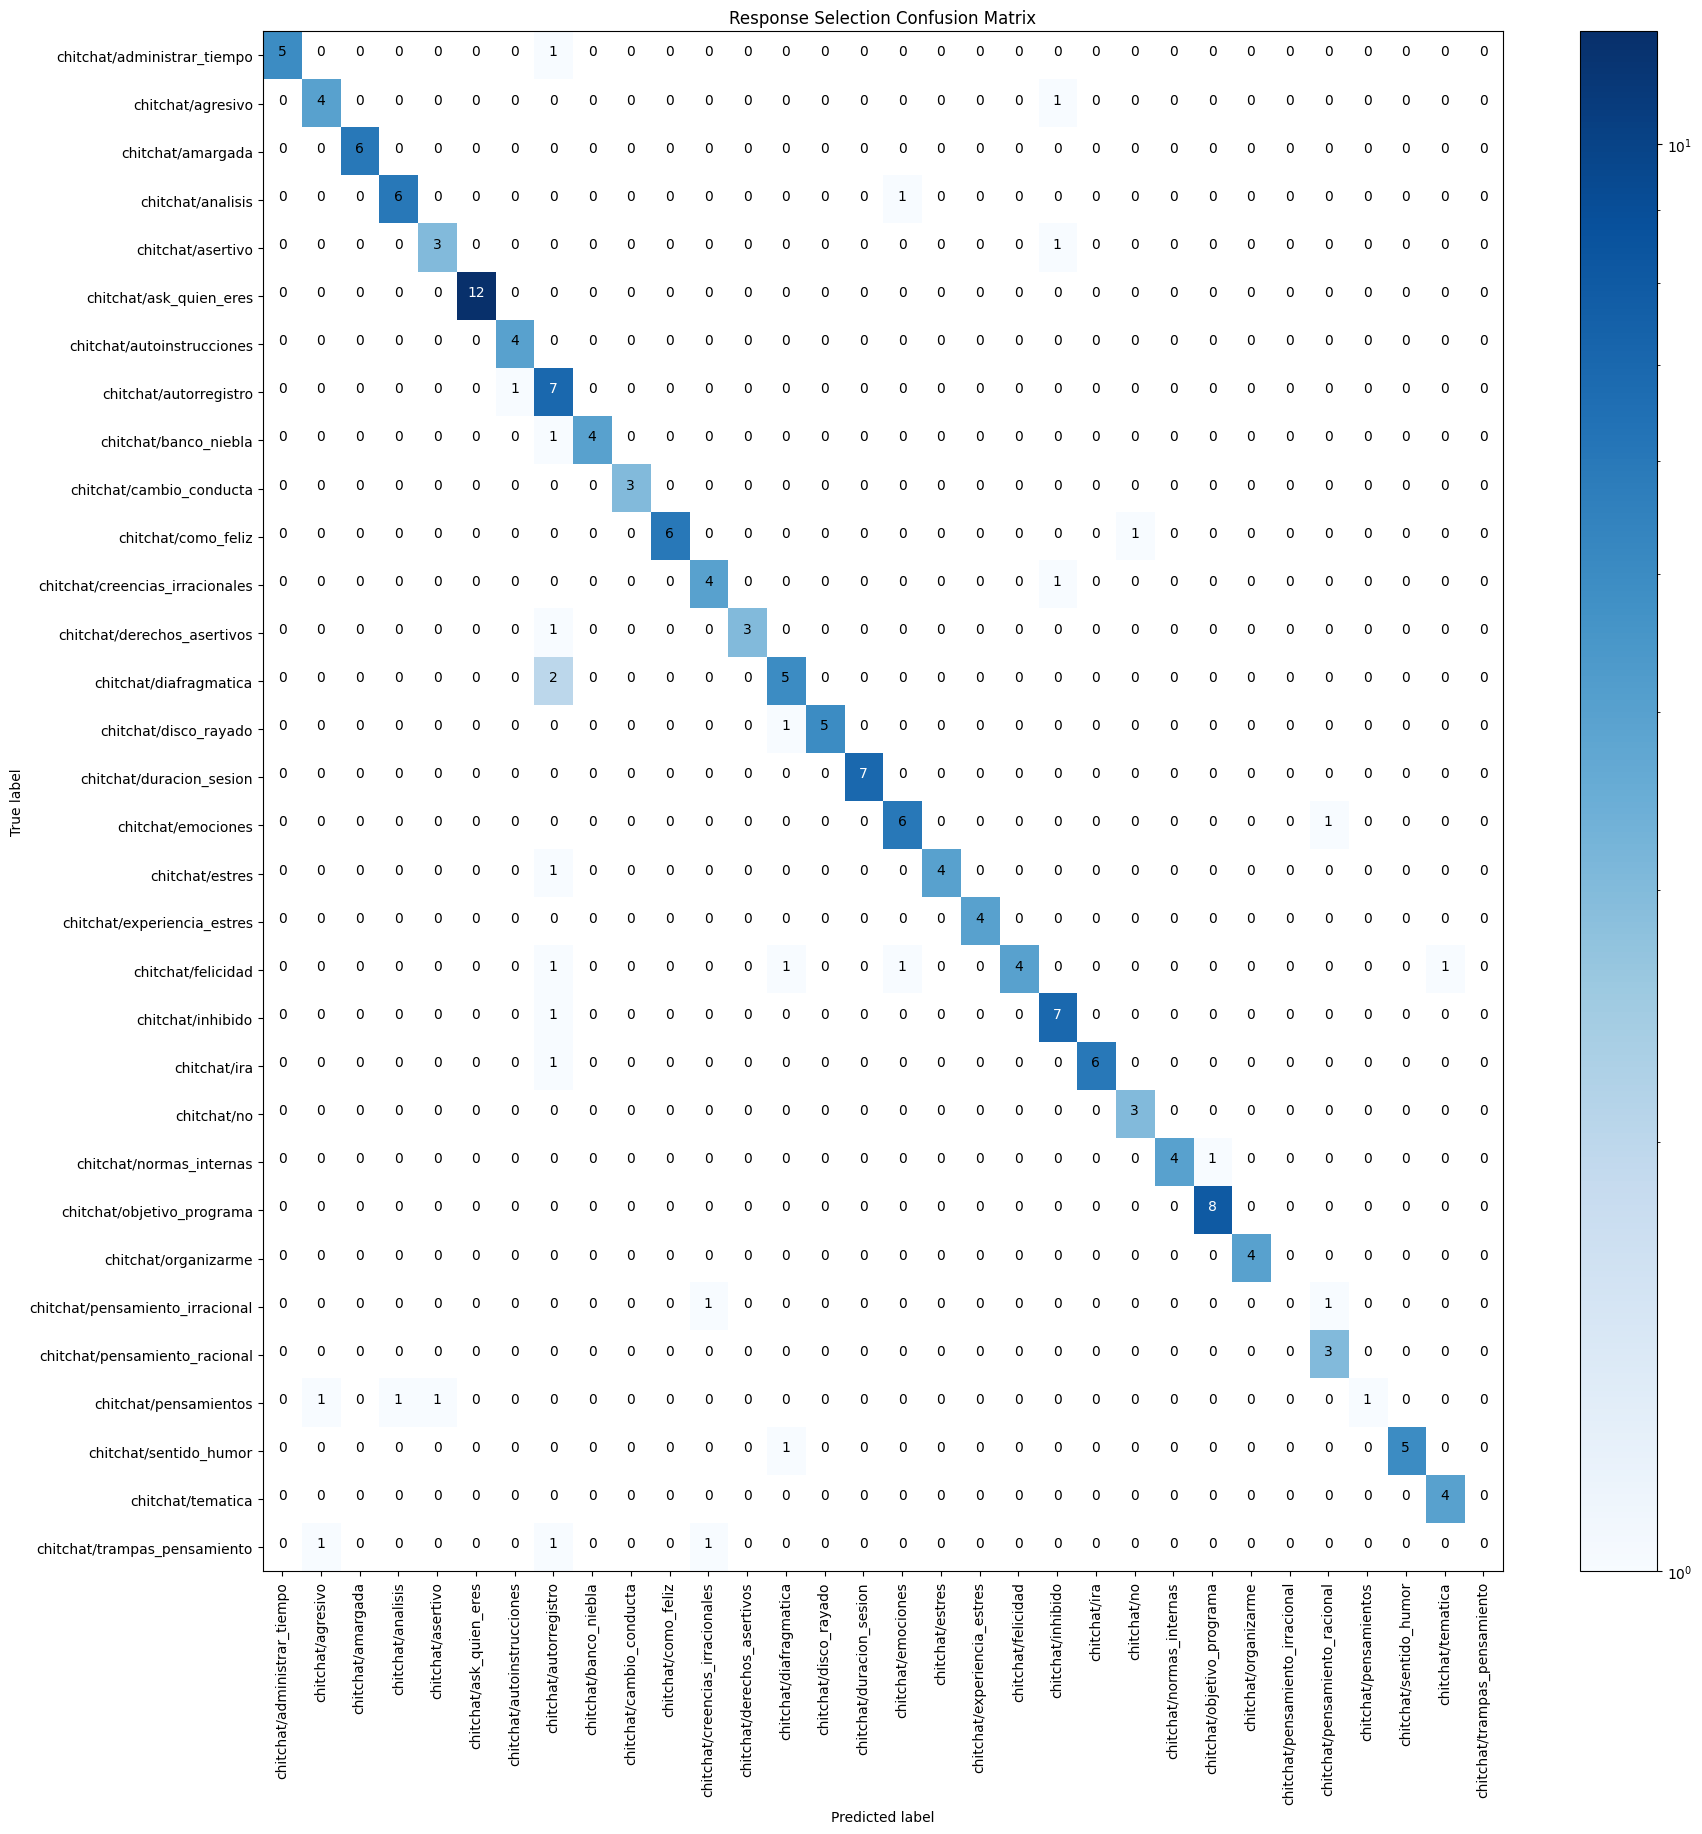 Response Selection Confusion Matrix
chitchat/administrar_tiempo 5 0 0 0 0 0 0 1 0 0 0 0 0 0 0 0 0 0 0 0 0 0 0 0 0 0 0 0 0 0 0 0
chitchat/agresivo 0 4 0 0 0 0 0 0 0 0 0 0 0 0 0 0 0 0 0 0 1 0 0 0 0 0 0 0 0 0 0 0
chitchat/amargada 0 0 6 0 0 0 0 0 0 0 0 0 0 0 0 0 0 0 0 0 0 0 0 0 0 0 0 0 0 0 0 0
chitchat/analisis 0 0 0 6 0 0 0 0 0 0 0 0 0 0 0 0 1 0 0 0 0 0 0 0 0 0 0 0 0 0 0 0
chitchat/asertivo 0 0 0 0 3 0 0 0 0 0 0 0 0 0 0 0 0 0 0 0 1 0 0 0 0 0 0 0 0 0 0 0
chitchat/ask_quien_eres 0 0 0 0 0 12 0 0 0 0 0 0 0 0 0 0 0 0 0 0 0 0 0 0 0 0 0 0 0 0 0 0
chitchat/autoinstrucciones 0 0 0 0 0 0 4 0 0 0 0 0 0 0 0 0 0 0 0 0 0 0 0 0 0 0 0 0 0 0 0 0
chitchat/autorregistro 0 0 0 0 0 0 1 7 0 0 0 0 0 0 0 0 0 0 0 0 0 0 0 0 0 0 0 0 0 0 0 0
chitchat/banco_niebla 0 0 0 0 0 0 0 1 4 0 0 0 0 0 0 0 0 0 0 0 0 0 0 0 0 0 0 0 0 0 0 0
chitchat/cambio_conducta 0 0 0 0 0 0 0 0 0 3 0 0 0 0 0 0 0 0 0 0 0 0 0 0 0 0 0 0 0 0 0 0
chitchat/como_feliz 0 0 0 0 0 0 0 0 0 0 6 0 0 0 0 0 0 0 0 0 0 0 1 0 0 0 0 0 0 0 0 0
chitchat/creencias_irracionales 0 0 0 0 0 0 0 0 0 0 0 4 0 0 0 0 0 0 0 0 1 0 0 0 0 0 0 0 0 0 0 0
chitchat/derechos_asertivos 0 0 0 0 0 0 0 1 0 0 0 0 3 0 0 0 0 0 0 0 0 0 0 0 0 0 0 0 0 0 0 0
chitchat/diafragmatica 0 0 0 0 0 0 0 2 0 0 0 0 0 5 0 0 0 0 0 0 0 0 0 0 0 0 0 0 0 0 0 0
chitchat/disco_rayado 0 0 0 0 0 0 0 0 0 0 0 0 0 1 5 0 0 0 0 0 0 0 0 0 0 0 0 0 0 0 0 0
chitchat/duracion_sesion 0 0 0 0 0 0 0 0 0 0 0 0 0 0 0 7 0 0 0 0 0 0 0 0 0 0 0 0 0 0 0 0
chitchat/emociones 0 0 0 0 0 0 0 0 0 0 0 0 0 0 0 0 6 0 0 0 0 0 0 0 0 0 0 1 0 0 0 0
chitchat/estres 0 0 0 0 0 0 0 1 0 0 0 0 0 0 0 0 0 4 0 0 0 0 0 0 0 0 0 0 0 0 0 0
chitchat/experiencia_estres 0 0 0 0 0 0 0 0 0 0 0 0 0 0 0 0 0 0 4 0 0 0 0 0 0 0 0 0 0 0 0 0
chitchat/felicidad 0 0 0 0 0 0 0 1 0 0 0 0 0 1 0 0 1 0 0 4 0 0 0 0 0 0 0 0 0 0 1 0
chitchat/inhibido 0 0 0 0 0 0 0 1 0 0 0 0 0 0 0 0 0 0 0 0 7 0 0 0 0 0 0 0 0 0 0 0
chitchat/ira 0 0 0 0 0 0 0 1 0 0 0 0 0 0 0 0 0 0 0 0 0 6 0 0 0 0 0 0 0 0 0 0
chitchat/no 0 0 0 0 0 0 0 0 0 0 0 0 0 0 0 0 0 0 0 0 0 0 3 0 0 0 0 0 0 0 0 0
chitchat/normas_internas 0 0 0 0 0 0 0 0 0 0 0 0 0 0 0 0 0 0 0 0 0 0 0 4 1 0 0 0 0 0 0 0
chitchat/objetivo_programa 0 0 0 0 0 0 0 0 0 0 0 0 0 0 0 0 0 0 0 0 0 0 0 0 8 0 0 0 0 0 0 0
chitchat/organizarme 0 0 0 0 0 0 0 0 0 0 0 0 0 0 0 0 0 0 0 0 0 0 0 0 0 4 0 0 0 0 0 0
chitchat/pensamiento_irracional 0 0 0 0 0 0 0 0 0 0 0 1 0 0 0 0 0 0 0 0 0 0 0 0 0 0 0 1 0 0 0 0
chitchat/pensamiento_racional 0 0 0 0 0 0 0 0 0 0 0 0 0 0 0 0 0 0 0 0 0 0 0 0 0 0 0 3 0 0 0 0
chitchat/pensamientos 0 1 0 1 1 0 0 0 0 0 0 0 0 0 0 0 0 0 0 0 0 0 0 0 0 0 0 0 1 0 0 0
chitchat/sentido_humor 0 0 0 0 0 0 0 0 0 0 0 0 0 1 0 0 0 0 0 0 0 0 0 0 0 0 0 0 0 5 0 0
chitchat/tematica 0 0 0 0 0 0 0 0 0 0 0 0 0 0 0 0 0 0 0 0 0 0 0 0 0 0 0 0 0 0 4 0
chitchat/trampas_pensamiento 0 1 0 0 0 0 0 1 0 0 0 1 0 0 0 0 0 0 0 0 0 0 0 0 0 0 0 0 0 0 0 0
True label
chitchat/administrar_tiempo
chitchat/agresivo
chitchat/amargada
chitchat/analisis
chitchat/asertivo
chitchat/ask_quien_eres
chitchat/autoinstrucciones
chitchat/autorregistro
chitchat/banco_niebla
chitchat/cambio_conducta
chitchat/como_feliz
chitchat/creencias_irracionales
chitchat/derechos_asertivos
chitchat/diafragmatica
chitchat/disco_rayado
chitchat/duracion_sesion
chitchat/emociones
chitchat/estres
chitchat/experiencia_estres
chitchat/felicidad
chitchat/inhibido
chitchat/ira
chitchat/no
chitchat/normas_internas
chitchat/objetivo_programa
chitchat/organizarme
chitchat/pensamiento_irracional
chitchat/pensamiento_racional
chitchat/pensamientos
chitchat/sentido_humor
chitchat/tematica
chitchat/trampas_pensamiento
Predicted label
10¹
10⁰